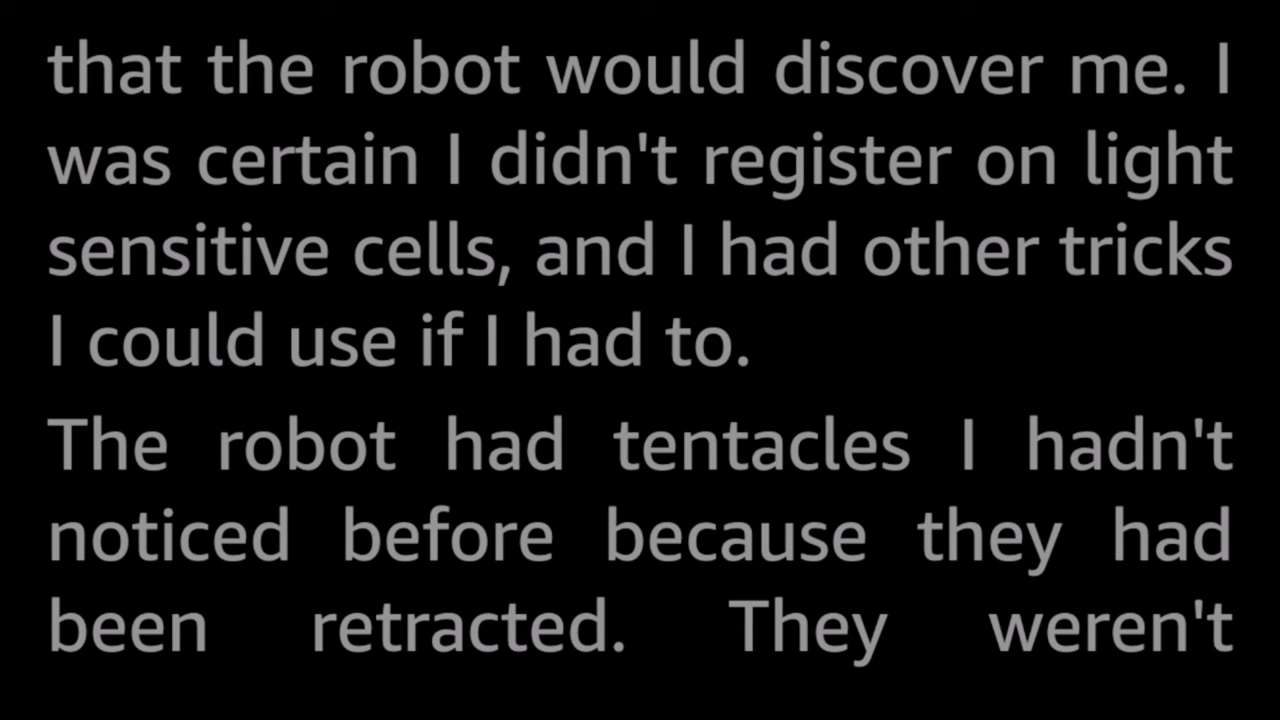 that the robot would discover me. I
was certain I didn't register on light
sensitive cells, and I had other tricks
I could use if I had to.
The robot had tentacles I hadn't
noticed before because they had
been retracted. They weren't